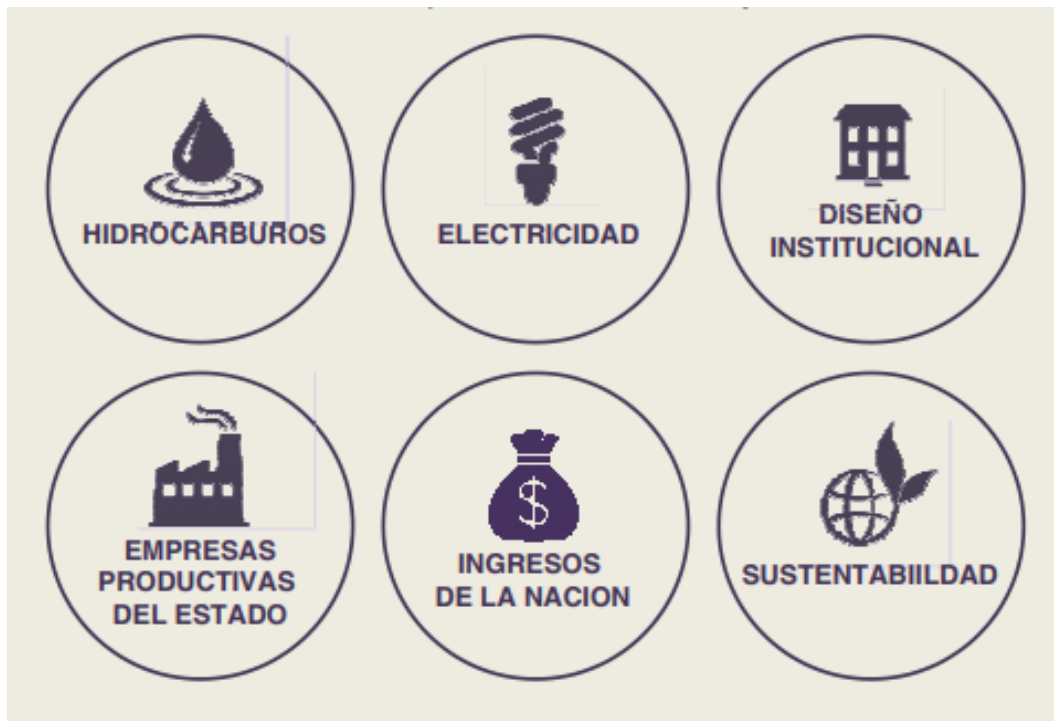 HIDROCARBUROS
ELECTRICIDAD
DISEÑO
INSTITUCIONAL
EMPRESAS
PRODUCTIVAS
DEL ESTADO
$
INGRESOS
DE LA NACION
SUSTENTABIILDAD